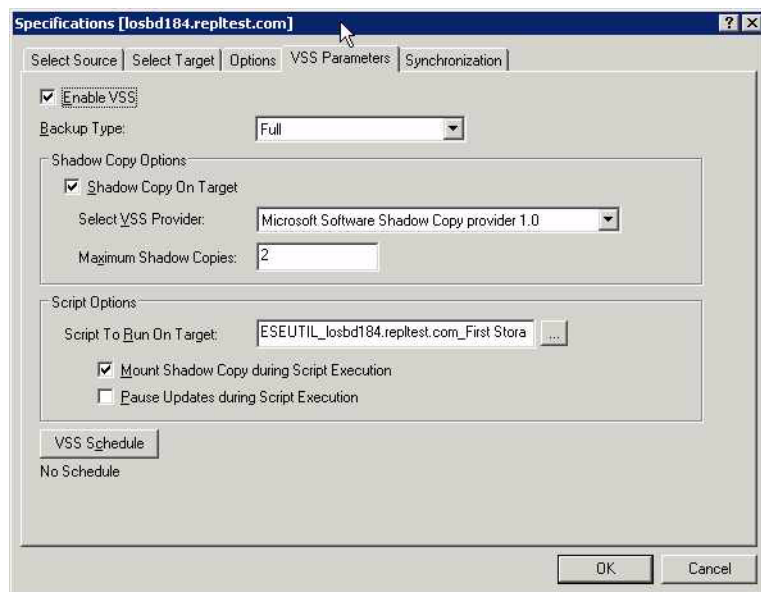 Specifications [losbd184.repltest.com]
Select Source Select Target Options VSS Parameters Synchronization
Enable VSS
Backup Type: Full
Shadow Copy Options
Shadow Copy On Target
Select VSS Provider: Microsoft Software Shadow Copy provider 1.0
Maximum Shadow Copies: 2
Script Options
Script To Run On Target: ESEUTIL_losbd184.repltest.com_First Stora ...
Mount Shadow Copy during Script Execution
Pause Updates during Script Execution
VSS Schedule
No Schedule
OK Cancel